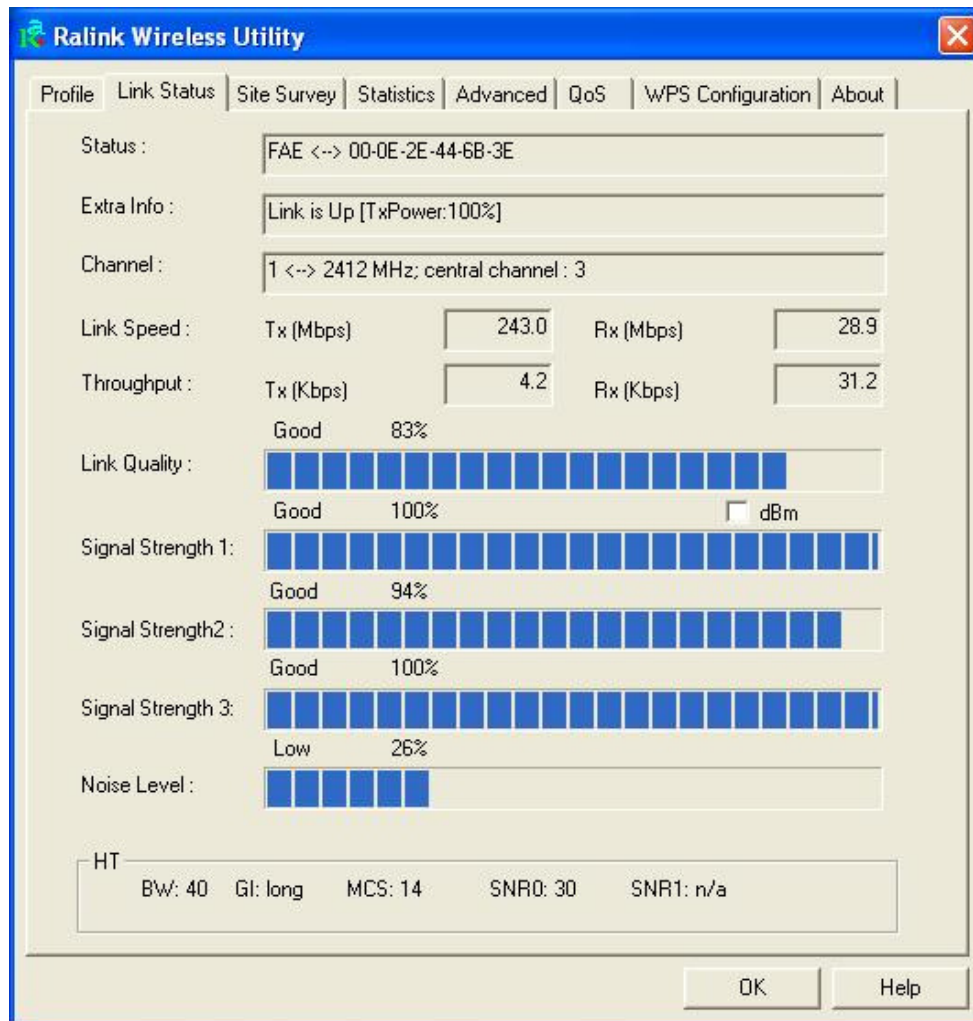 Ralink Wireless Utility
Profile Link Status Site Survey Statistics Advanced QoS WPS Configuration About
Status : FAE <--> 00-0E-2E-44-6B-3E
Extra Info : Link is Up [TxPower:100%]
Channel : 1 <--> 2412 MHz; central channel : 3
Link Speed : Tx (Mbps) 243.0 Rx (Mbps) 28.9
Throughput : Tx (Kbps) 4.2 Rx (Kbps) 31.2
Good 83%
Link Quality :
Good 100% dBm
Signal Strength 1:
Good 94%
Signal Strength2 :
Good 100%
Signal Strength 3:
Low 26%
Noise Level :
HT
BW: 40 GI: long MCS: 14 SNR0: 30 SNR1: n/a
OK Help